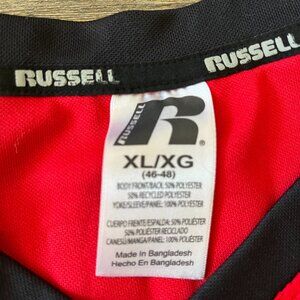 RUSSELL
RUSSELL
RUSSELL
R
XL/XG
(46-48)
BODY FRONT/BACK: 50% POLYESTER
50% RECYCLED POLYESTER
YOKE/SLEEVE/PANEL: 100% POLYESTER
CUERPO FRENTE/ESPALDA: 50% POLIÉSTER
50% POLIÉSTER RECICLADO
CANESÚ/MANGA/PANEL: 100% POLIÉSTER
Made In Bangladesh
Hecho En Bangladesh